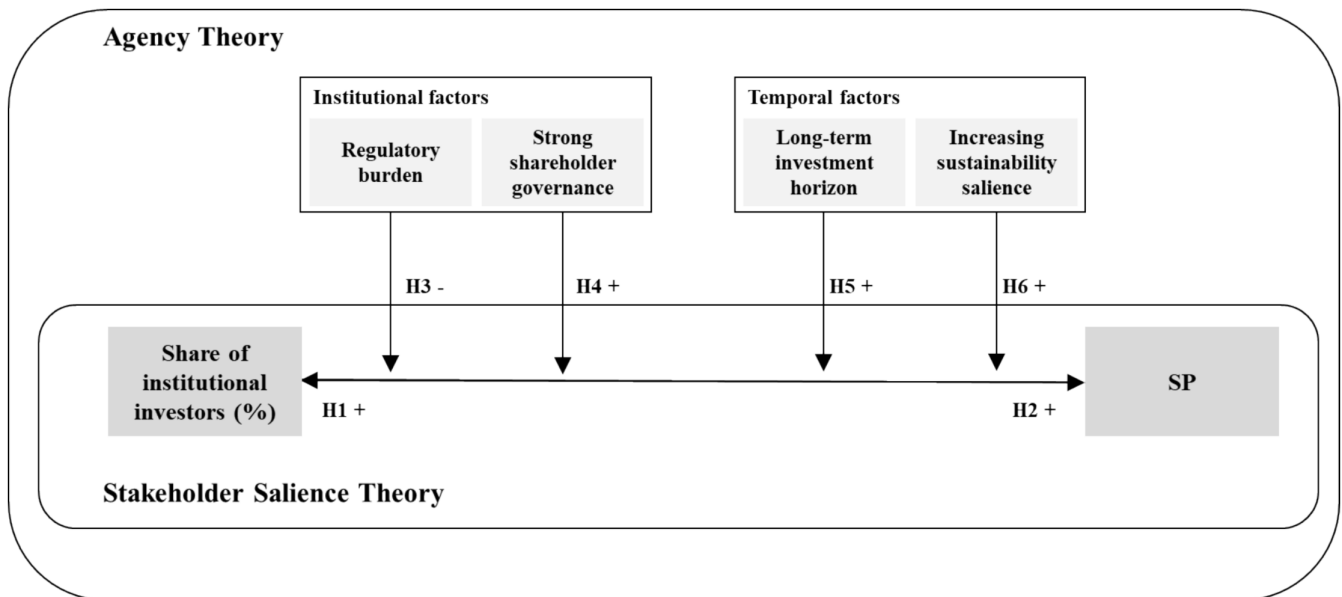 Agency Theory
Institutional factors
Regulatory
burden
Strong
shareholder
governance
Temporal factors
Long-term
investment
horizon
Increasing
sustainability
salience
H3 -
H4 +
H5 +
H6 +
Share of
institutional
investors (%)
H1 +
H2 +
SP
Stakeholder Salience Theory